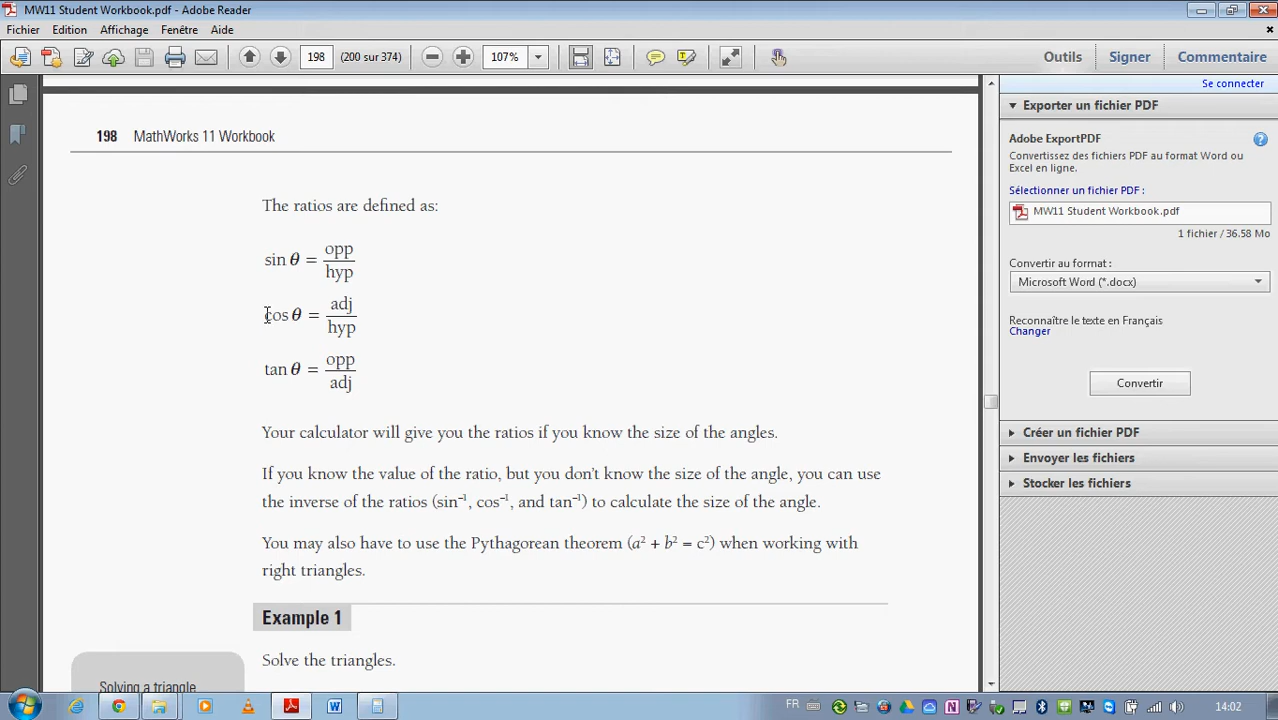 MW11 Student Workbook.pdf - Adobe Reader
Fichier Edition Affichage Fenêtre Aide
198 (200 sur 374) 107% Outils Signer Commentaire
Se connecter
198 MathWorks 11 Workbook
The ratios are defined as:
sin θ = opp/hyp
cos θ = adj/hyp
tan θ = opp/adj
Your calculator will give you the ratios if you know the size of the angles.
If you know the value of the ratio, but you don't know the size of the angle, you can use
the inverse of the ratios (sin⁻¹, cos⁻¹, and tan⁻¹) to calculate the size of the angle.
You may also have to use the Pythagorean theorem (a² + b² = c²) when working with
right triangles.
Example 1
Solve the triangles.
Solving a triangle
Exporter un fichier PDF
Adobe ExportPDF
Convertissez des fichiers PDF au format Word ou
Excel en ligne.
Sélectionner un fichier PDF :
MW11 Student Workbook.pdf
1 fichier / 36.58 Mo
Convertir au format :
Microsoft Word (*.docx)
Reconnaître le texte en Français
Changer
Convertir
Créer un fichier PDF
Envoyer les fichiers
Stocker les fichiers
FR 14:02